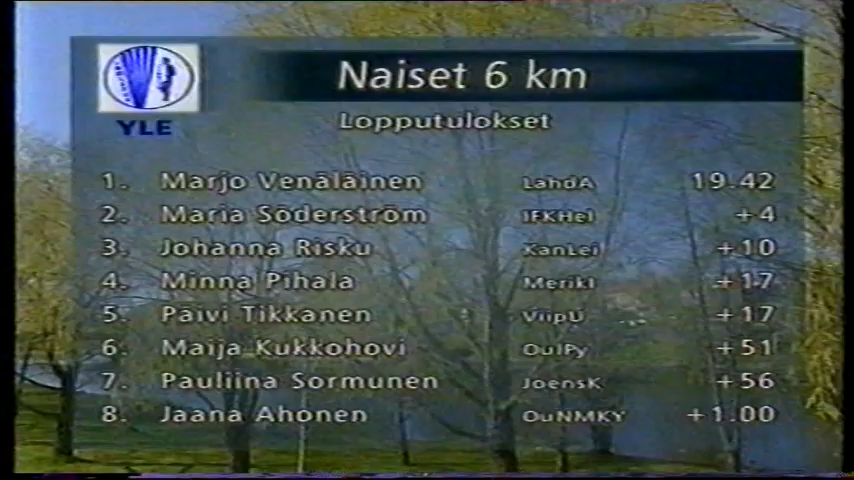 Naiset 6 km
YLE
Lopputulokset
1. Marjo Venäläinen LahdA 19.42
2. Maria Söderström IFKHel +4
3. Johanna Risku KanLei +10
4. Minna Pihala MerikI +17
5. Päivi Tikkanen ViipU +17
6. Maija Kukkohovi OulPy +51
7. Pauliina Sormunen JoensK +56
8. Jaana Ahonen OuNMKY +1.00